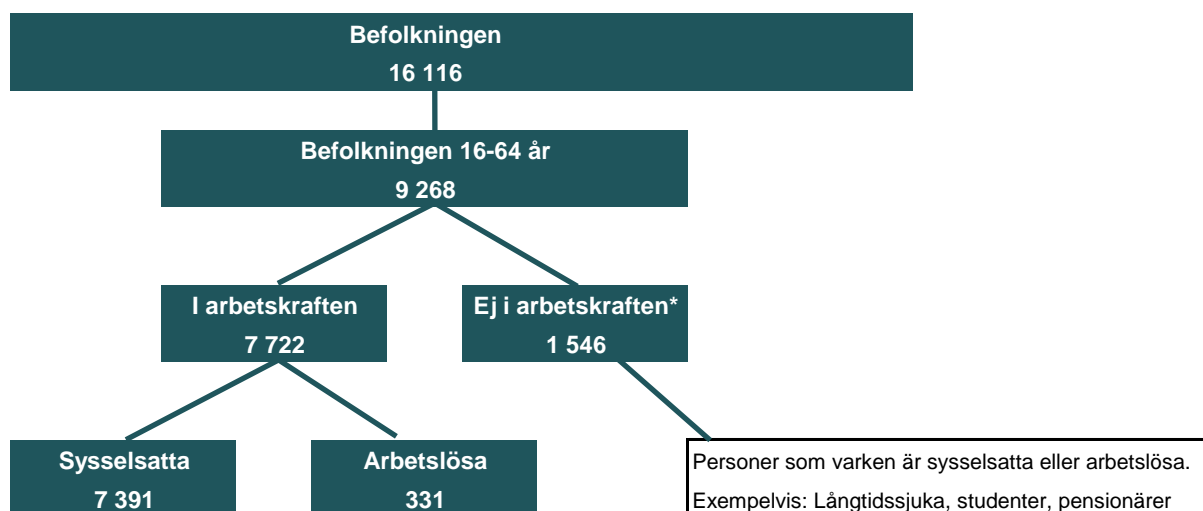 Befolkningen
16 116
Befolkningen 16-64 år
9 268
I arbetskraften
7 722
Ej i arbetskraften*
1 546
Sysselsatta
7 391
Arbetslösa
331
Personer som varken är sysselsatta eller arbetslösa.
Exempelvis: Långtidssjuka, studenter, pensionärer